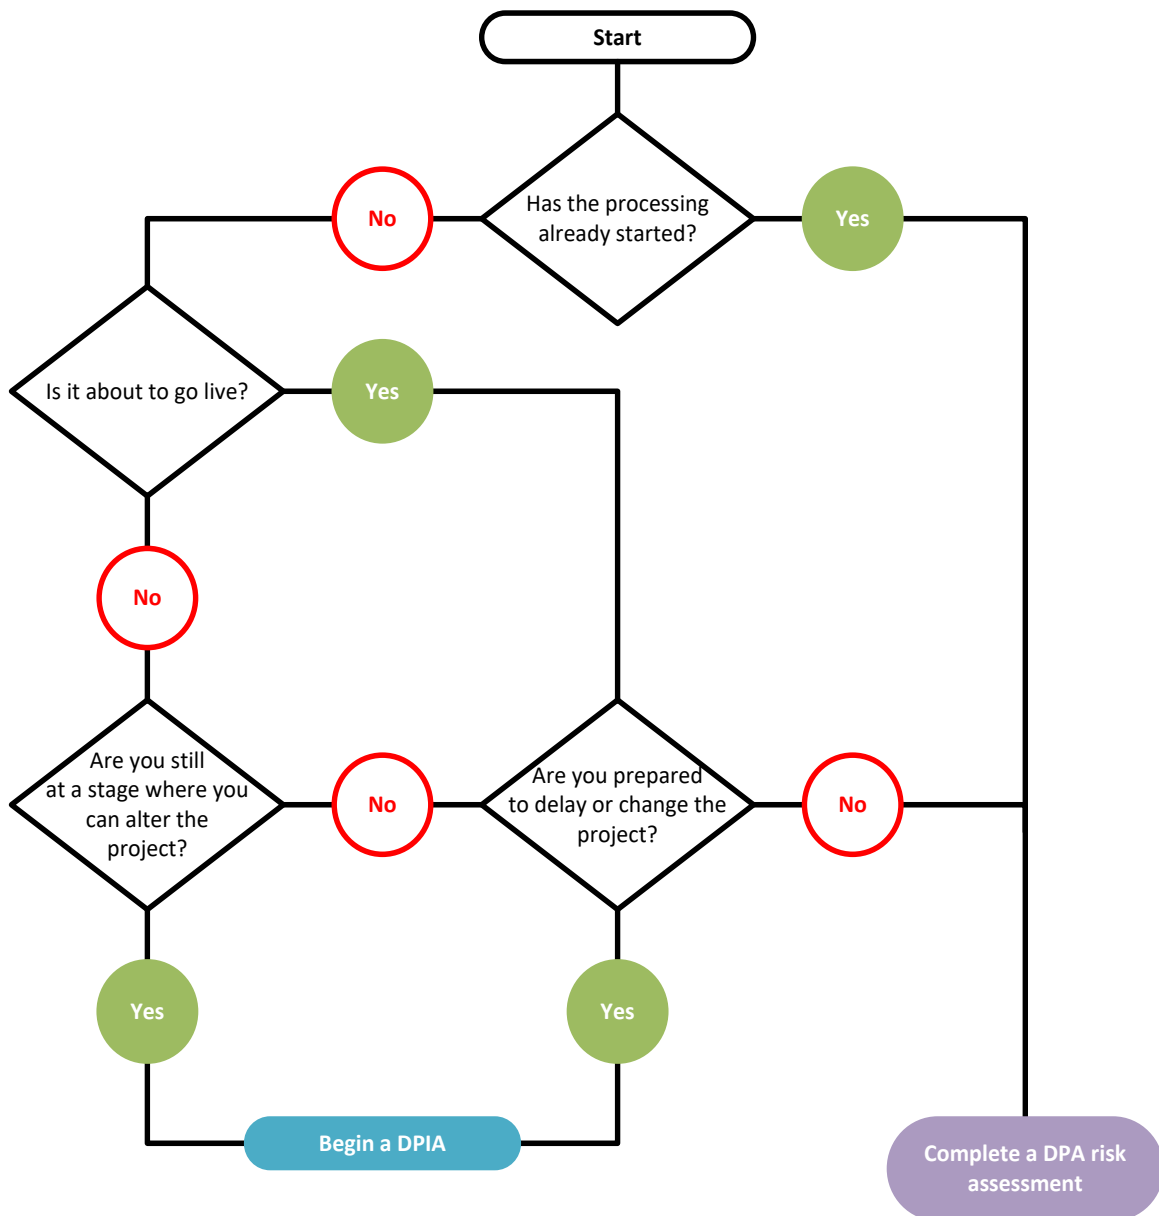 Start
Has the processing
already started?
No
Yes
Is it about to go live?
Yes
No
Are you still
at a stage where you
can alter the
project?
No
Are you prepared
to delay or change the
project?
No
Yes
Yes
Begin a DPIA
Complete a DPA risk
assessment